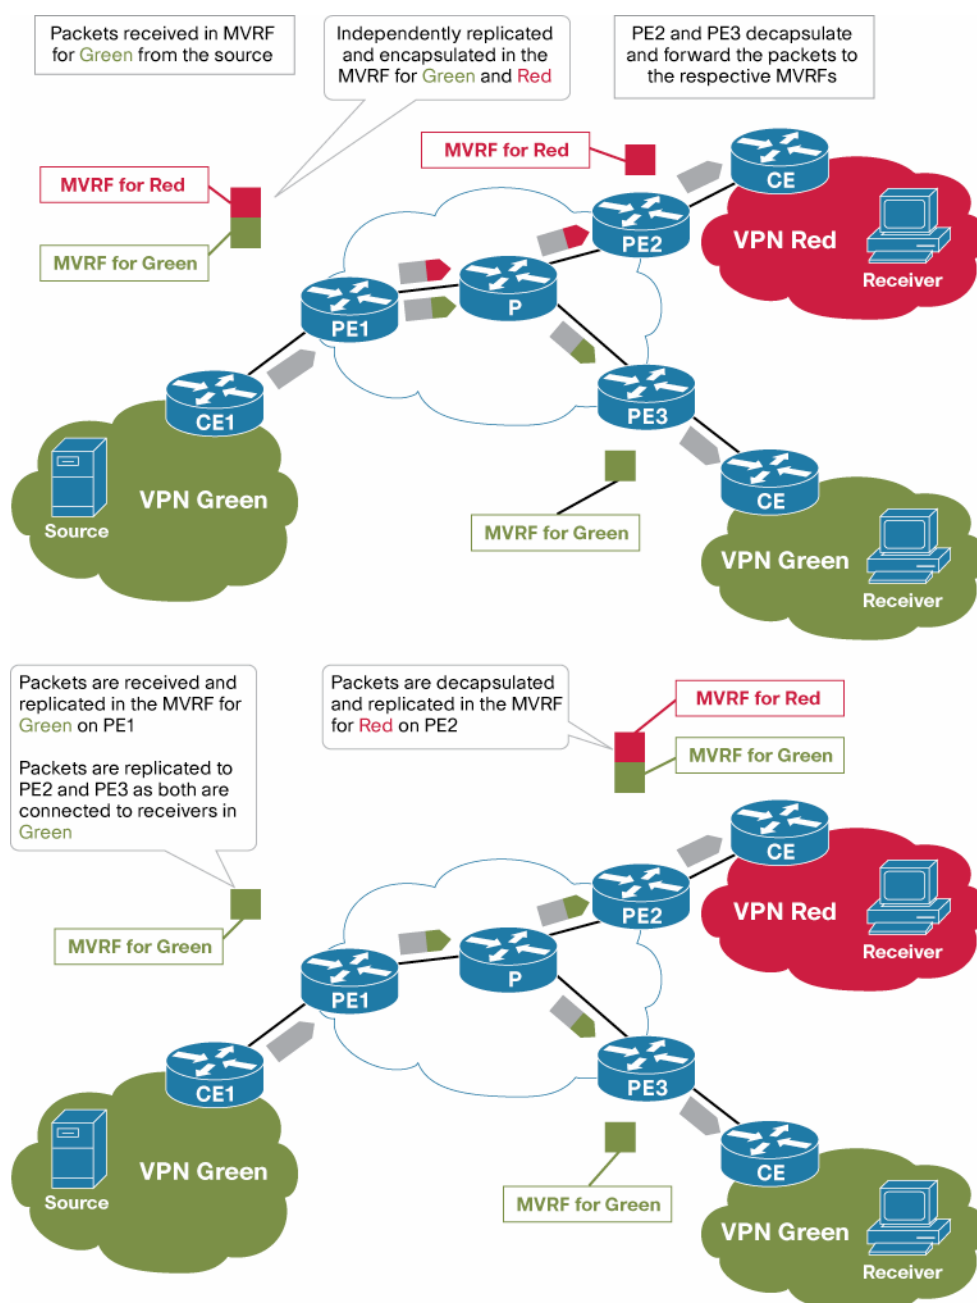 Packets received in MVRF
for Green from the source
Independently replicated
and encapsulated in the
MVRF for Green and Red
PE2 and PE3 decapsulate
and forward the packets to
the respective MVRFs
MVRF for Red
MVRF for Red
MVRF for Green
CE
PE2
VPN Red
Receiver
PE1
P
CE1
PE3
VPN Green
Source
CE
MVRF for Green
VPN Green
Receiver
Packets are received and
replicated in the MVRF for
Green on PE1
Packets are replicated to
PE2 and PE3 as both are
connected to receivers in
Green
Packets are decapsulated
and replicated in the MVRF
for Red on PE2
MVRF for Red
MVRF for Green
MVRF for Green
CE
PE2
VPN Red
Receiver
PE1
P
CE1
PE3
VPN Green
Source
CE
MVRF for Green
VPN Green
Receiver